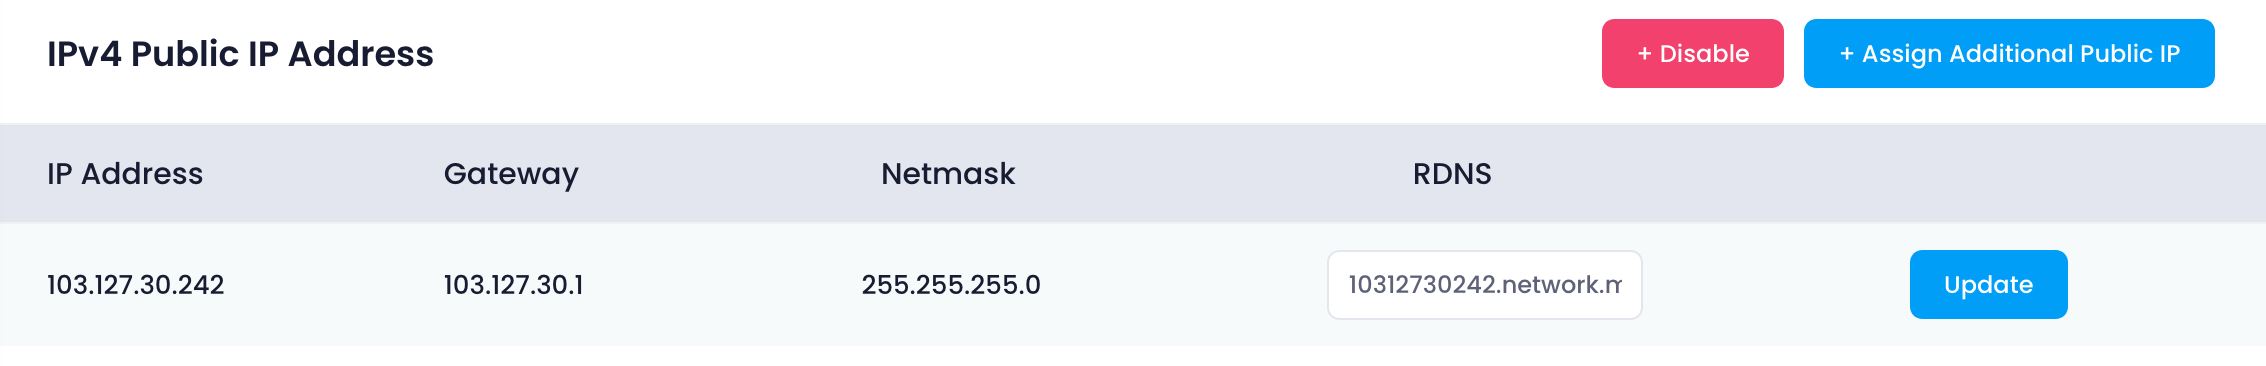 IPv4 Public IP Address
+ Disable
+ Assign Additional Public IP
IP Address Gateway Netmask RDNS
103.127.30.242 103.127.30.1 255.255.255.0 10312730242.network.m Update